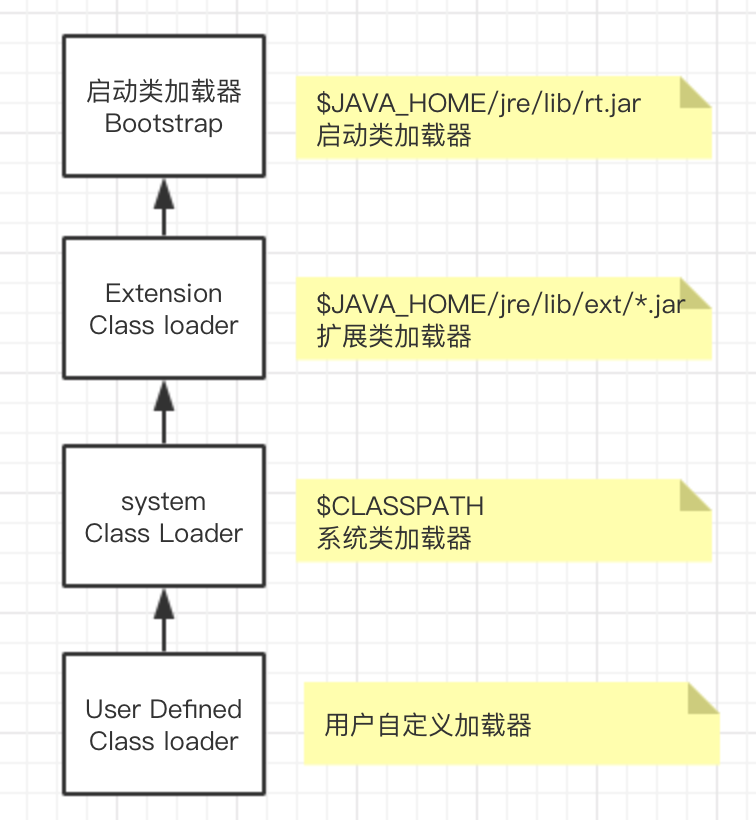 启动类加载器
Bootstrap
$JAVA_HOME/jre/lib/rt.jar
启动类加载器
Extension
Class loader
$JAVA_HOME/jre/lib/ext/*.jar
扩展类加载器
system
Class Loader
$CLASSPATH
系统类加载器
User Defined
Class loader
用户自定义加载器